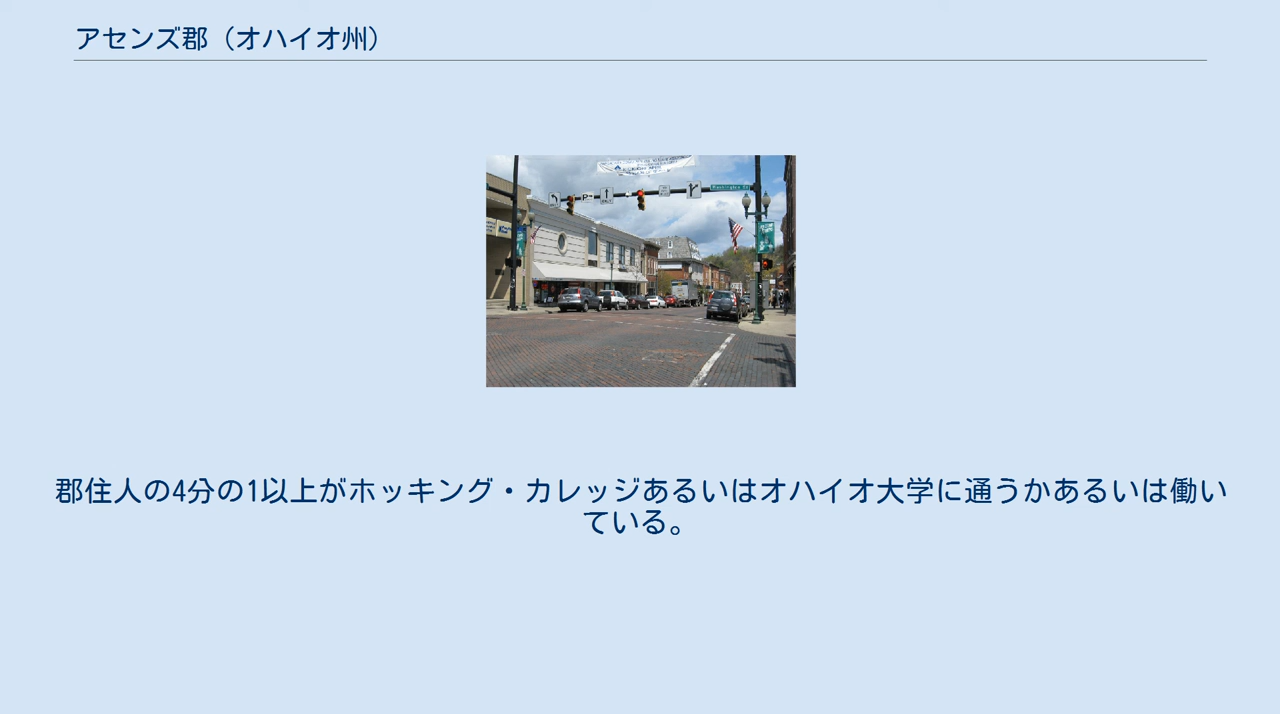 アセンズ郡（オハイオ州）
Washington St
郡住人の4分の1以上がホッキング・カレッジあるいはオハイオ大学に通うかあるいは働い
ている。